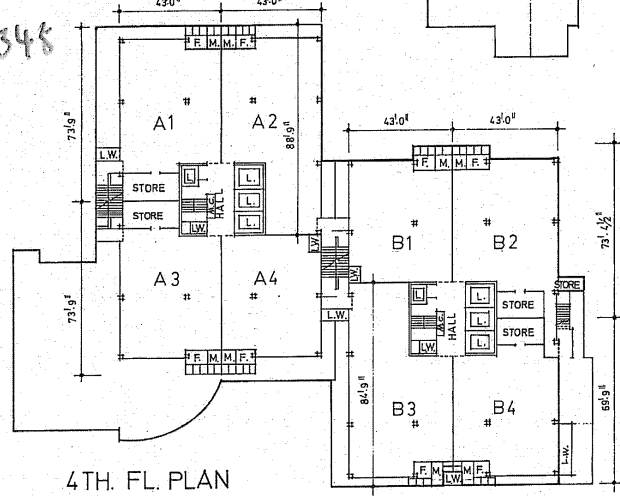 43'.0" 43'.0"
348
F. M. M. F.
A1 A2
73'.9"
88'.9"
43'.0" 43'.0"
L.W.
F. M. M. F.
STORE
L.
L.
L.
STORE
M.C.
HALL
L.W.
L.
L.W.
B1 B2
73'.4½"
A3 A4
L.W.
STORE
73'.9"
L.
L.
STORE
L.W.
M.C.
HALL
L.
STORE
L.W.
L.
F. M. M. F.
84'.9"
B3 B4
69'.9"
L.W.
F. M. M. F.
L.W.
4TH. FL. PLAN